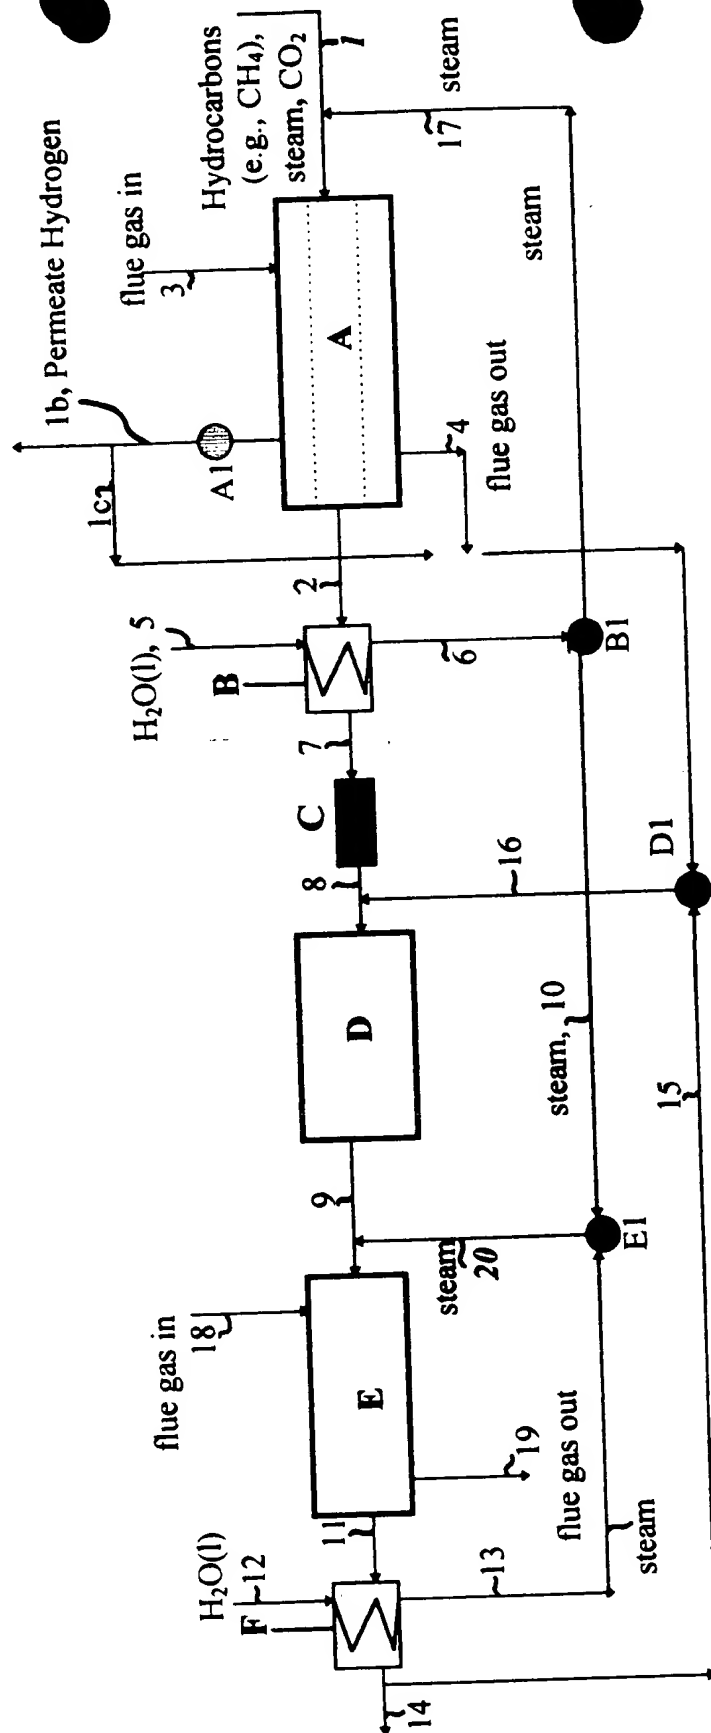 Hydrocarbons
(e.g., CH₄),
steam, CO₂
1
steam
17
steam
1b, Permeate Hydrogen
flue gas in
3
A
A1
1c
4
flue gas out
2
H₂O(l), 5
B
6
B1
7
C
8
D1
16
D
steam, 10
15
9
E1
steam
20
flue gas in
18
E
19
flue gas out
11
H₂O(l)
12
F
13
steam
14